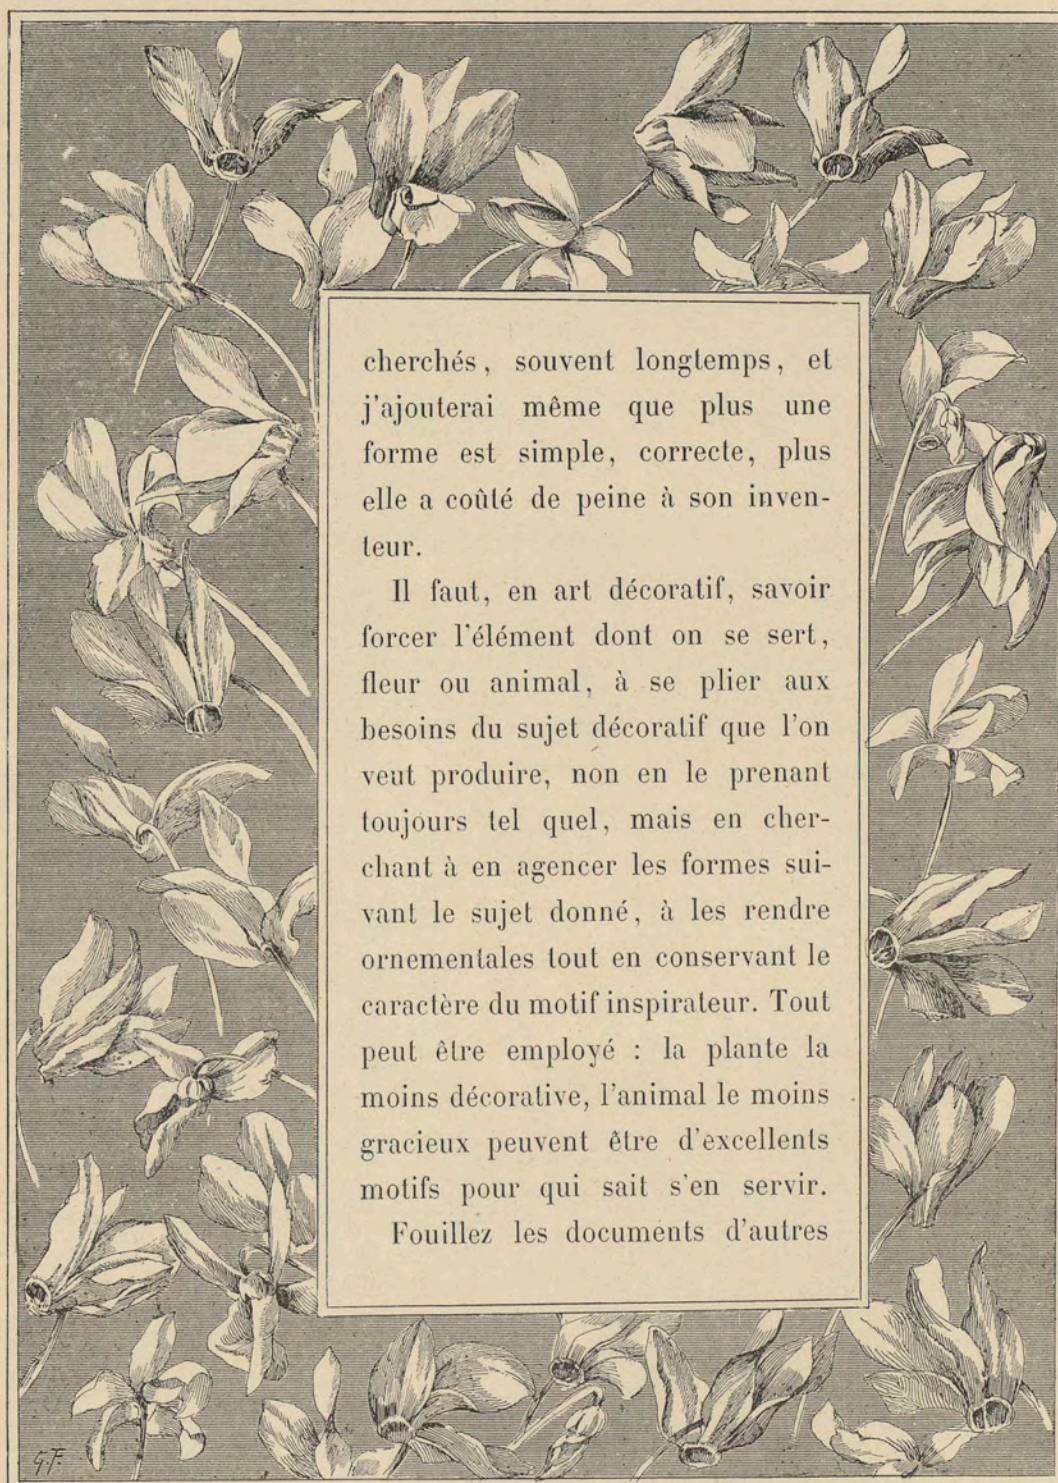 cherchés, souvent longtemps, et
j'ajouterai même que plus une
forme est simple, correcte, plus
elle a coûté de peine à son inven-
teur.
Il faut, en art décoratif, savoir
forcer l'élément dont on se sert,
fleur ou animal, à se plier aux
besoins du sujet décoratif que l'on
veut produire, non en le prenant
toujours tel quel, mais en cher-
chant à en agencer les formes sui-
vant le sujet donné, à les rendre
ornementales tout en conservant le
caractère du motif inspirateur. Tout
peut être employé : la plante la
moins décorative, l'animal le moins
gracieux peuvent être d'excellents
motifs pour qui sait s'en servir.
Fouillez les documents d'autres
G.F.